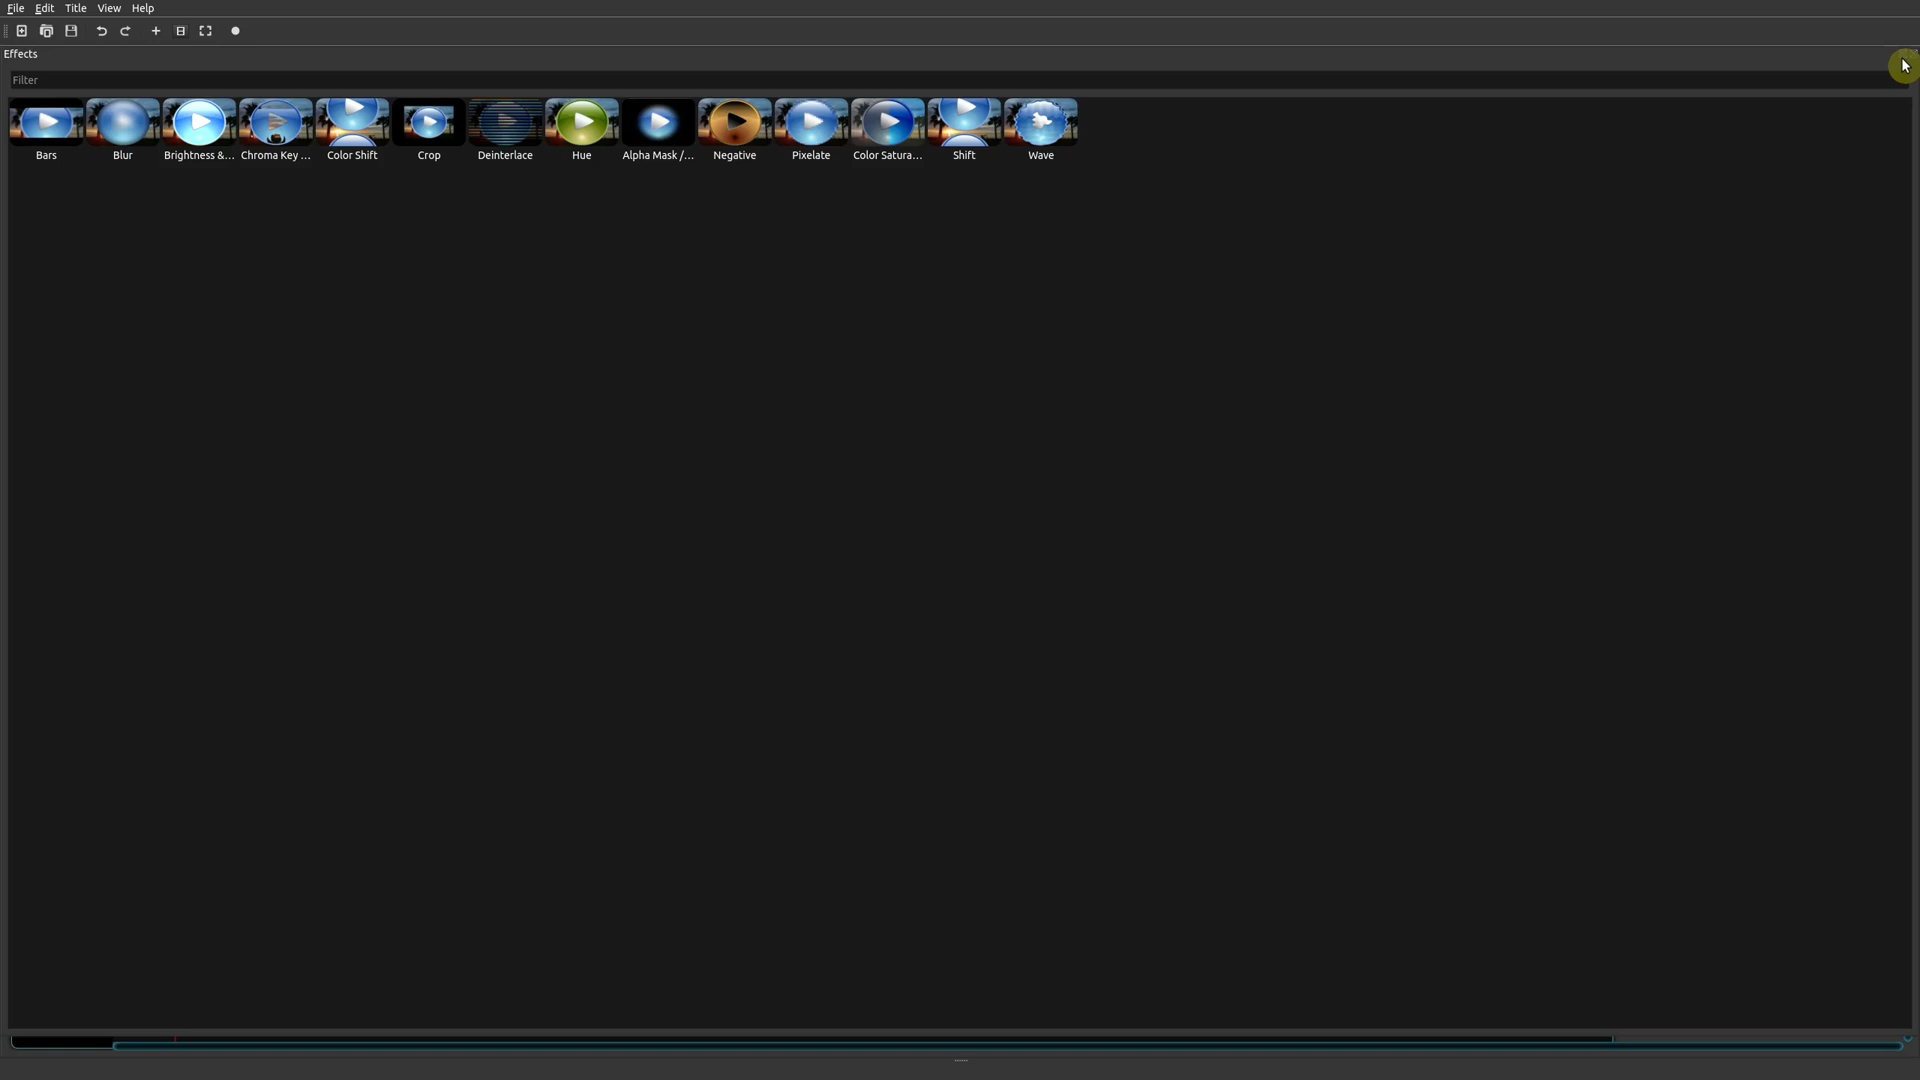 File Edit Title View Help
Effects
Filter
Bars Blur Brightness &... Chroma Key ... Color Shift Crop Deinterlace Hue Alpha Mask /... Negative Pixelate Color Satura... Shift Wave